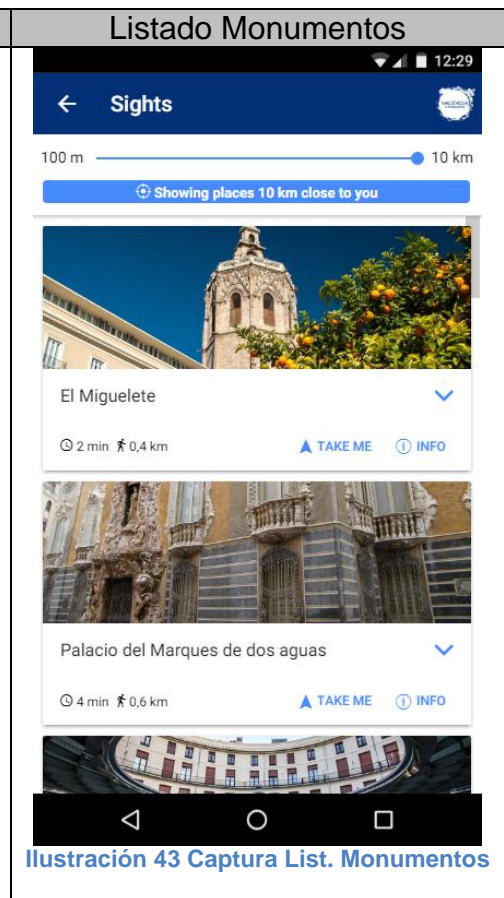 Listado Monumentos
12:29
Sights
100 m 10 km
Showing places 10 km close to you
El Miguelete
2 min 0,4 km TAKE ME INFO
Palacio del Marques de dos aguas
4 min 0,6 km TAKE ME INFO
Ilustración 43 Captura List. Monumentos